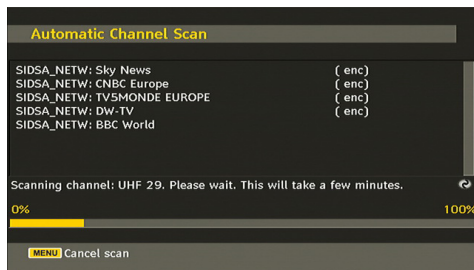 Automatic Channel Scan
SIDSA_NETW: Sky News ( enc)
SIDSA_NETW: CNBC Europe ( enc)
SIDSA_NETW: TV5MONDE EUROPE ( enc)
SIDSA_NETW: DW-TV ( enc)
SIDSA_NETW: BBC World
Scanning channel: UHF 29. Please wait. This will take a few minutes.
0% 100%
MENU Cancel scan